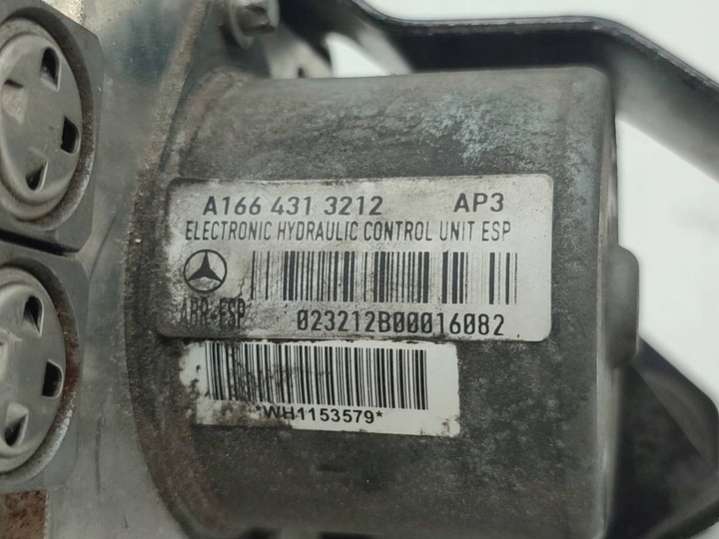 A166 431 3212 AP3
ELECTRONIC HYDRAULIC CONTROL UNIT ESP
ABR-ESP 023212B00016082
*WH1153579*